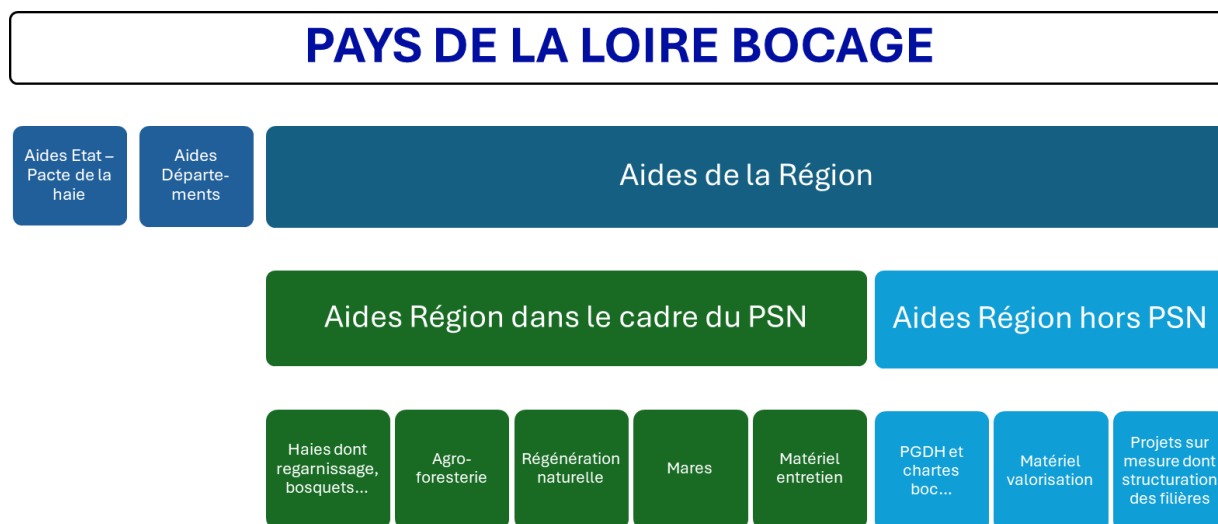 PAYS DE LA LOIRE BOCAGE
Aides Etat –
Pacte de la
haie
Aides
Départe-
ments
Aides de la Région
Aides Région dans le cadre du PSN
Aides Région hors PSN
Haies dont
regarnissage,
bosquets...
Agro-
foresterie
Régénération
naturelle
Mares
Matériel
entretien
PGDH et
chartes
boc...
Matériel
valorisation
Projets sur
mesure dont
structuration
des filières